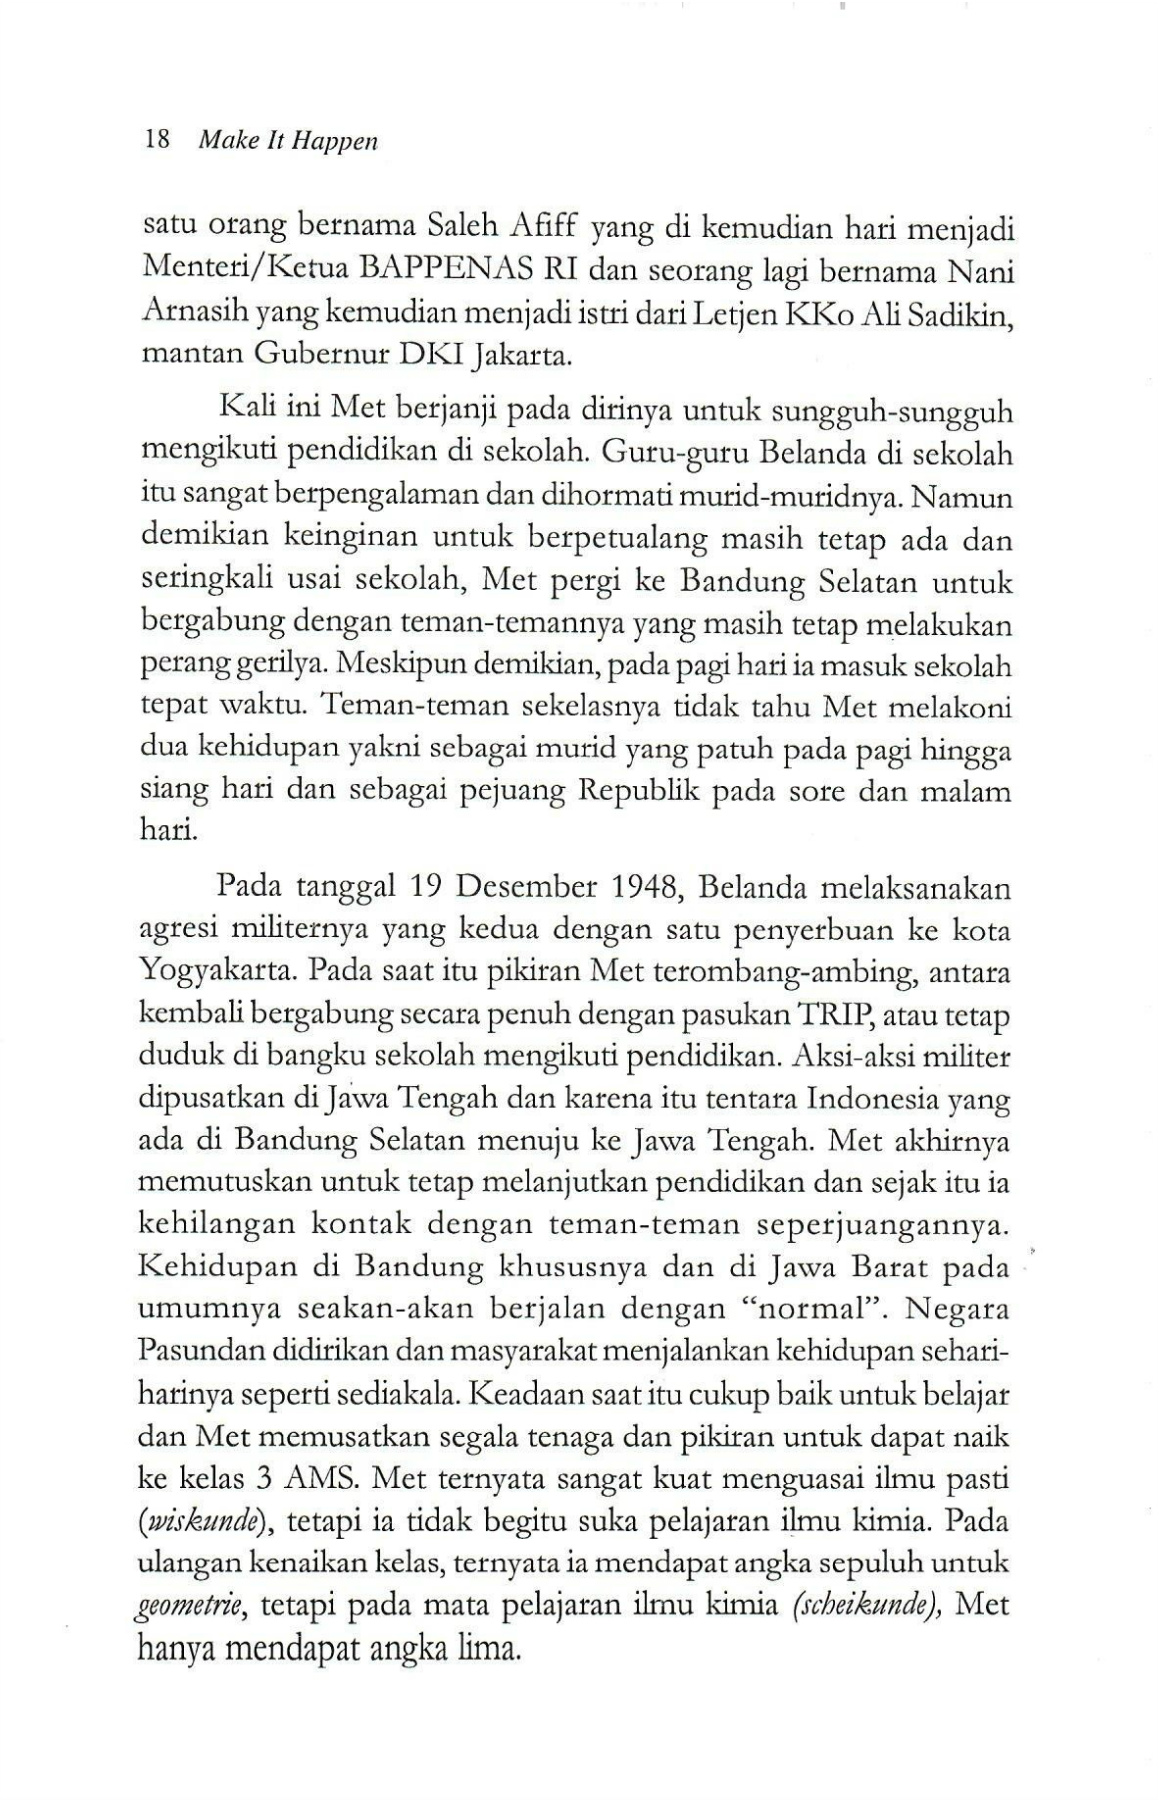 18 Make It Happen
satu orang bernama Saleh Afiff yang di kemudian hari menjadi
Menteri/Ketua BAPPENAS RI dan seorang lagi bernama Nani
Arnasih yang kemudian menjadi istri dari Letjen KKo Ali Sadikin,
mantan Gubernur DKI Jakarta.
Kali ini Met berjanji pada dirinya untuk sungguh-sungguh
mengikuti pendidikan di sekolah. Guru-guru Belanda di sekolah
itu sangat berpengalaman dan dihormati murid-muridnya. Namun
demikian keinginan untuk berpetualang masih tetap ada dan
seringkali usai sekolah, Met pergi ke Bandung Selatan untuk
bergabung dengan teman-temannya yang masih tetap melakukan
perang gerilya. Meskipun demikian, pada pagi hari ia masuk sekolah
tepat waktu. Teman-teman sekelasnya tidak tahu Met melakoni
dua kehidupan yakni sebagai murid yang patuh pada pagi hingga
siang hari dan sebagai pejuang Republik pada sore dan malam
hari.
Pada tanggal 19 Desember 1948, Belanda melaksanakan
agresi militernya yang kedua dengan satu penyerbuan ke kota
Yogyakarta. Pada saat itu pikiran Met terombang-ambing, antara
kembali bergabung secara penuh dengan pasukan TRIP, atau tetap
duduk di bangku sekolah mengikuti pendidikan. Aksi-aksi militer
dipusatkan di Jawa Tengah dan karena itu tentara Indonesia yang
ada di Bandung Selatan menuju ke Jawa Tengah. Met akhirnya
memutuskan untuk tetap melanjutkan pendidikan dan sejak itu ia
kehilangan kontak dengan teman-teman seperjuangannya.
Kehidupan di Bandung khususnya dan di Jawa Barat pada
umumnya seakan-akan berjalan dengan “normal”. Negara
Pasundan didirikan dan masyarakat menjalankan kehidupan sehari-
harinya seperti sediakala. Keadaan saat itu cukup baik untuk belajar
dan Met memusatkan segala tenaga dan pikiran untuk dapat naik
ke kelas 3 AMS. Met ternyata sangat kuat menguasai ilmu pasti
(wiskunde), tetapi ia tidak begitu suka pelajaran ilmu kimia. Pada
ulangan kenaikan kelas, ternyata ia mendapat angka sepuluh untuk
geometrie, tetapi pada mata pelajaran ilmu kimia (scheikunde), Met
hanya mendapat angka lima.